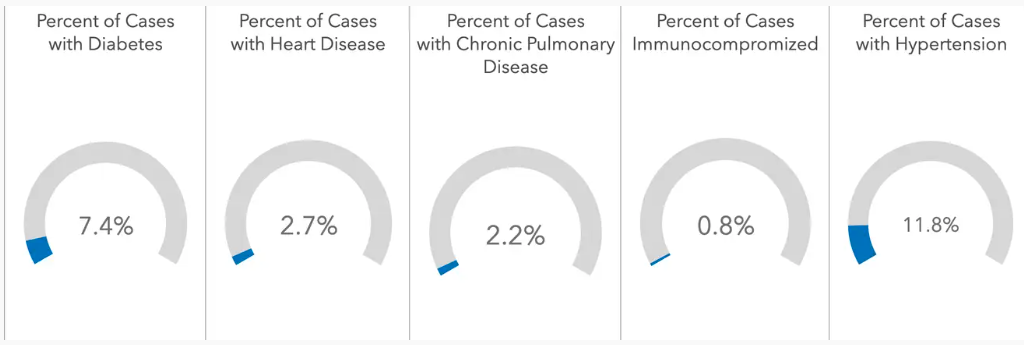 Percent of Cases
with Diabetes
7.4%
Percent of Cases
with Heart Disease
2.7%
Percent of Cases
with Chronic Pulmonary
Disease
2.2%
Percent of Cases
Immunocompromized
0.8%
Percent of Cases
with Hypertension
11.8%